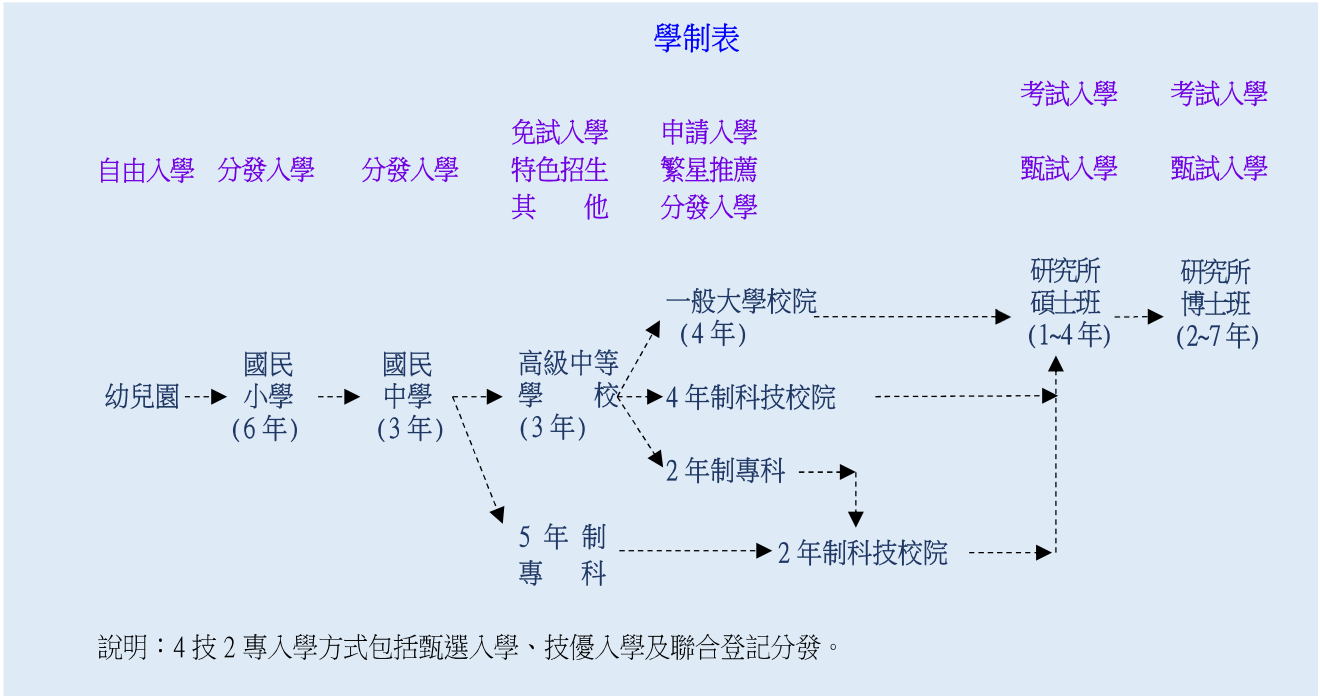 學制表
考試入學 考試入學
免試入學 申請入學
自由入學 分發入學 分發入學 特色招生 繁星推薦 甄試入學 甄試入學
其 他 分發入學
研究所 研究所
一般大學校院 碩士班 博士班
(4 年) (1~4 年) (2~7 年)
國民 國民 高級中等
幼兒園 小學 中學 學 校 4 年制科技校院
(6 年) (3 年) (3 年)
2 年制專科
5 年 制
2 年制科技校院
專 科
說明：4 技 2 專入學方式包括甄選入學、技優入學及聯合登記分發。